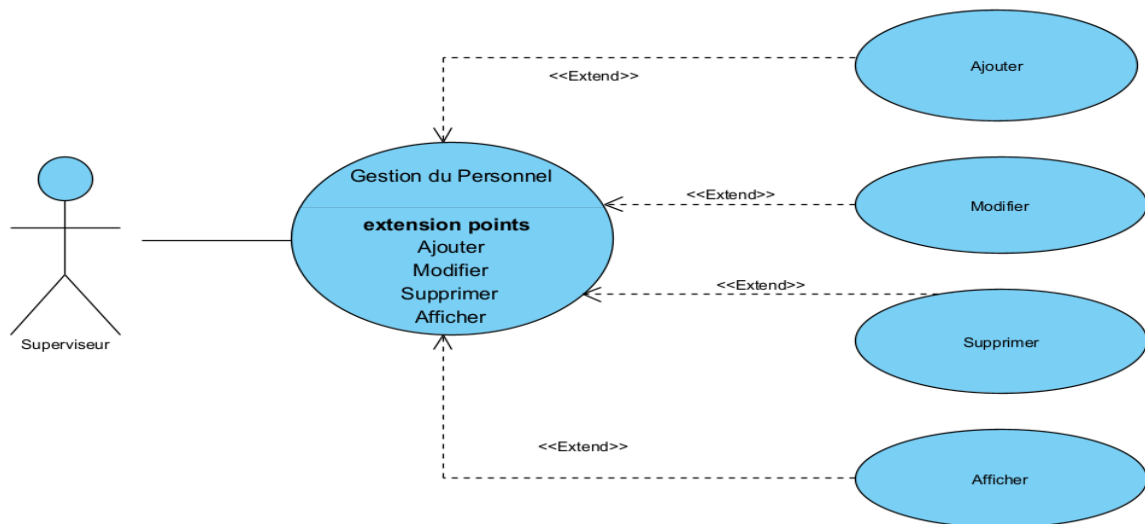 Ajouter
<<Extend>>
Gestion du Personnel
<<Extend>>
Modifier
extension points
Ajouter
Modifier
Supprimer
Afficher
<<Extend>>
Supprimer
Superviseur
<<Extend>>
Afficher